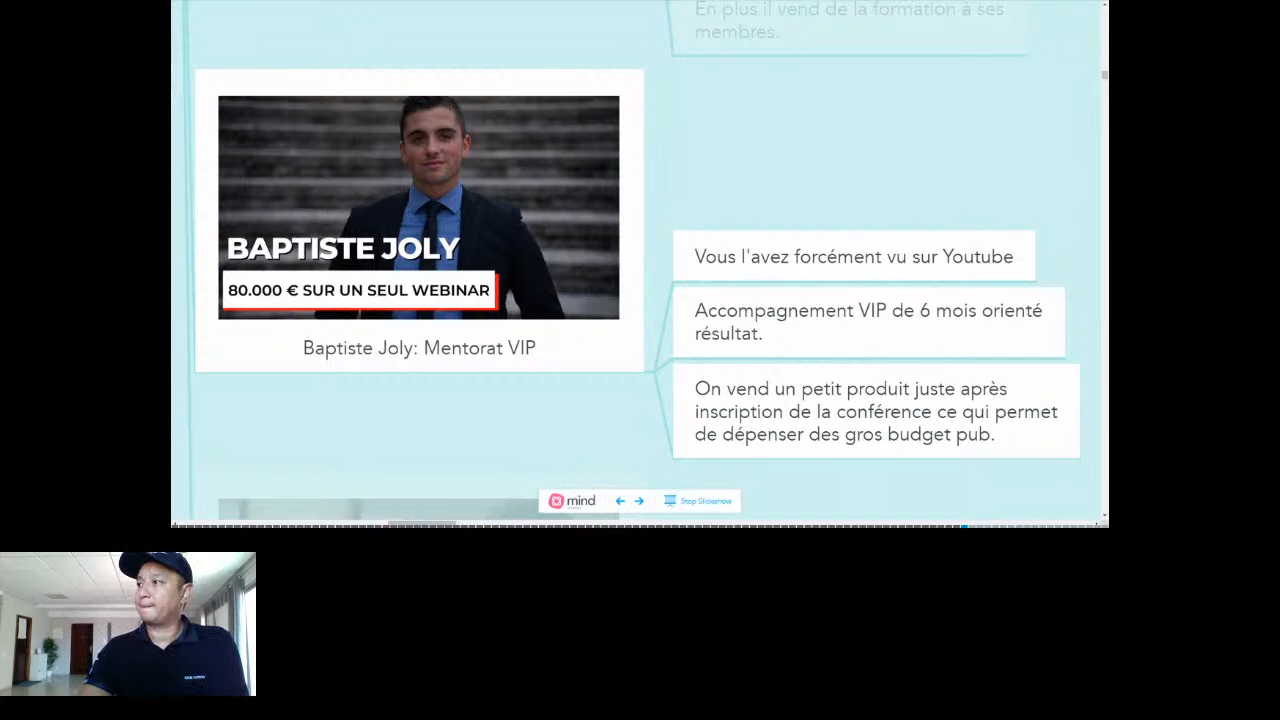 En plus il vend de la formation à ses
membres.
BAPTISTE JOLY
80.000 € SUR UN SEUL WEBINAR
Baptiste Joly: Mentorat VIP
Vous l'avez forcément vu sur Youtube
Accompagnement VIP de 6 mois orienté
résultat.
On vend un petit produit juste après
inscription de la conférence ce qui permet
de dépenser des gros budget pub.
mind
Stop Slideshow